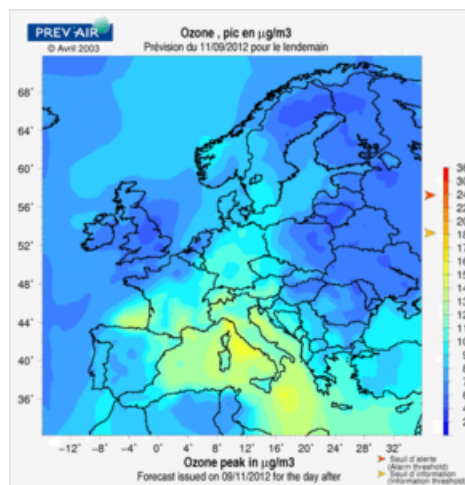 PREV'AIR
© Avril 2003
Ozone , pic en µg/m3
Prévision du 11/09/2012 pour le lendemain
68°
64°
60°
56°
52°
48°
44°
40°
36°
−12° −8° −4° 0° 4° 8° 12° 16° 20° 24° 28° 32°
Ozone peak in µg/m3
Forecast issued on 09/11/2012 for the day after
Seuil d'alerte
(Alarm threshold)
Seuil d'information
(Information threshold